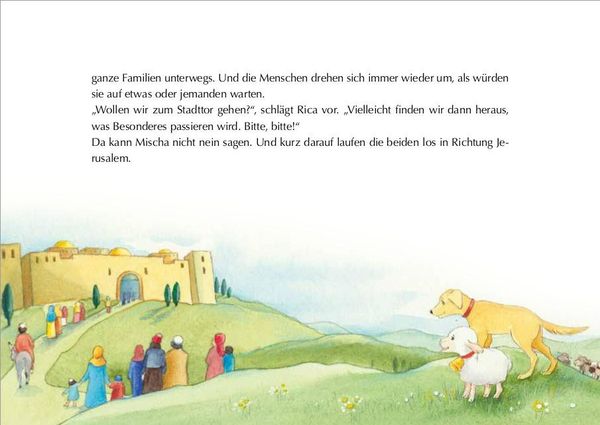 ganze Familien unterwegs. Und die Menschen drehen sich immer wieder um, als würden
sie auf etwas oder jemanden warten.
„Wollen wir zum Stadttor gehen?“, schlägt Rica vor. „Vielleicht finden wir dann heraus,
was Besonderes passieren wird. Bitte, bitte!“
Da kann Mischa nicht nein sagen. Und kurz darauf laufen die beiden los in Richtung Je-
rusalem.